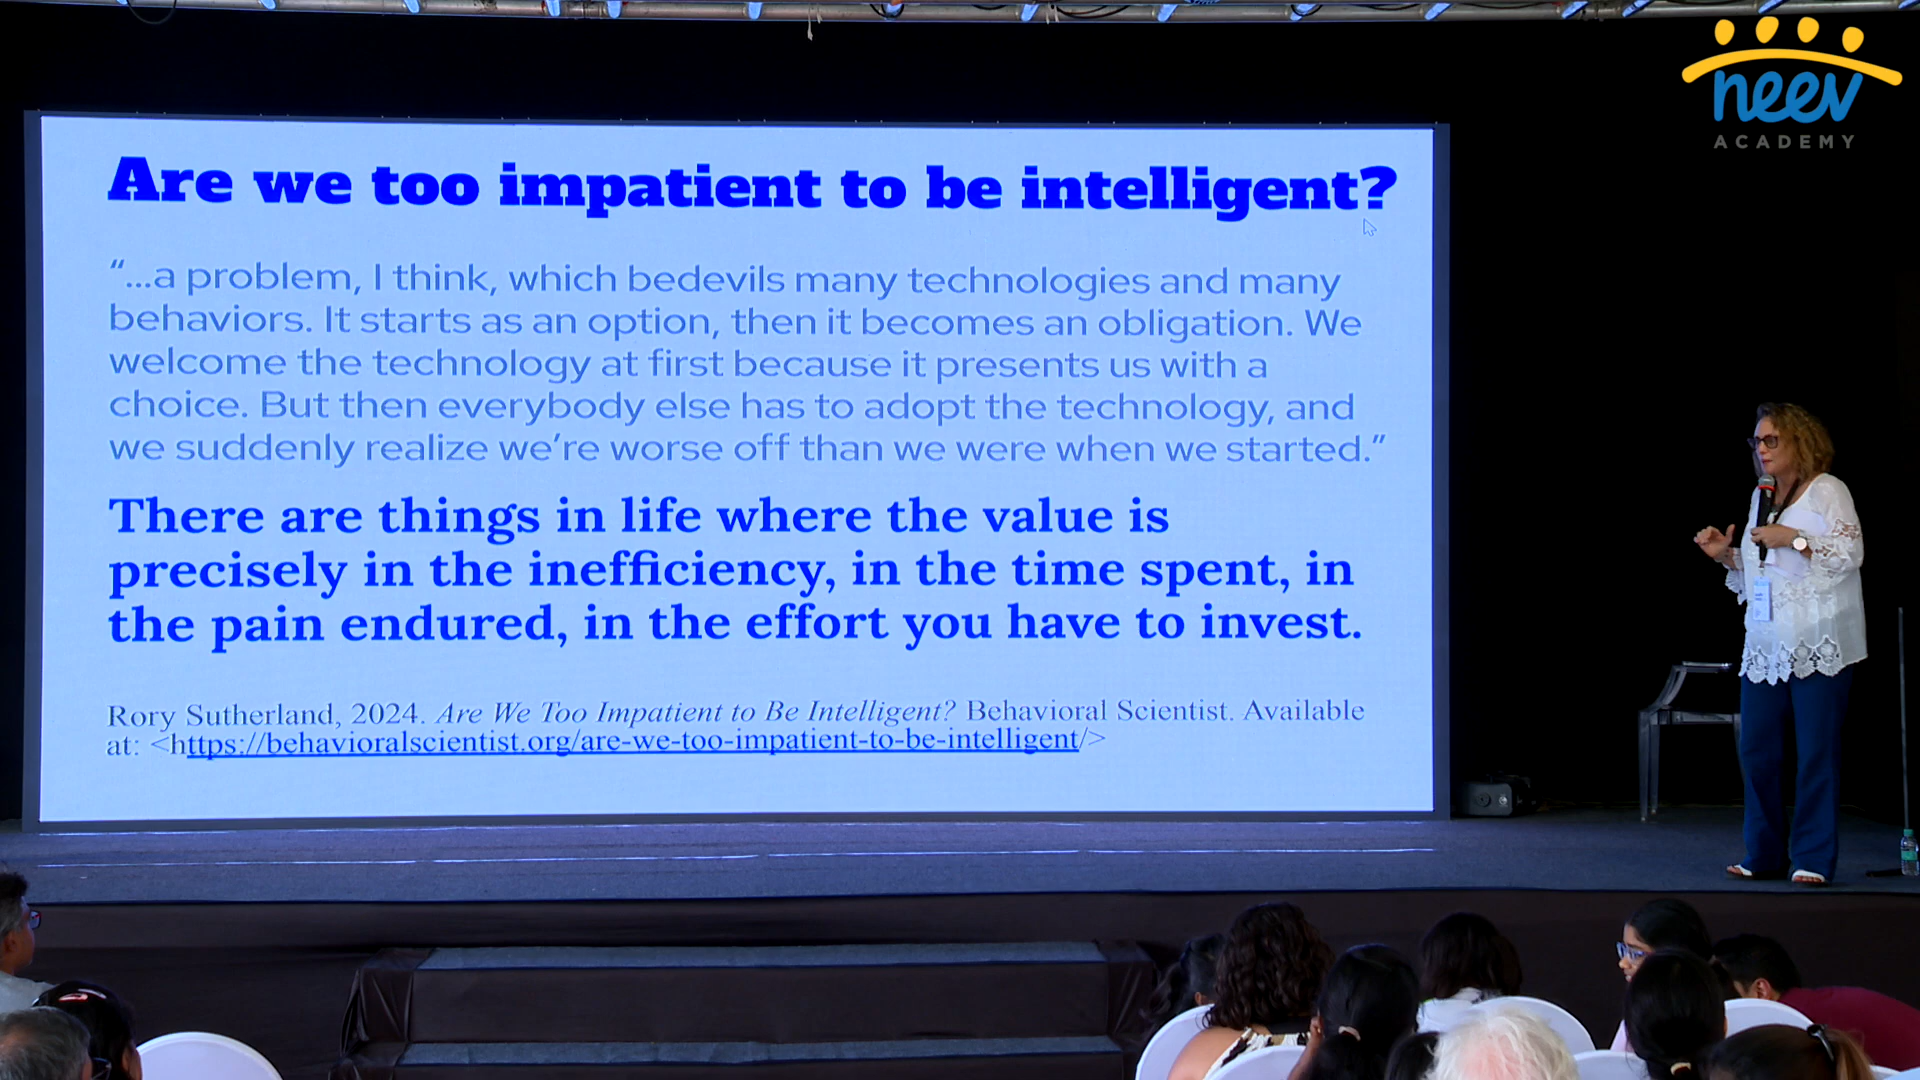 neev
ACADEMY
Are we too impatient to be intelligent?
“...a problem, I think, which bedevils many technologies and many
behaviors. It starts as an option, then it becomes an obligation. We
welcome the technology at first because it presents us with a
choice. But then everybody else has to adopt the technology, and
we suddenly realize we’re worse off than we were when we started.”
There are things in life where the value is
precisely in the inefficiency, in the time spent, in
the pain endured, in the effort you have to invest.
Rory Sutherland, 2024. Are We Too Impatient to Be Intelligent? Behavioral Scientist. Available
at: <https://behavioralscientist.org/are-we-too-impatient-to-be-intelligent/>